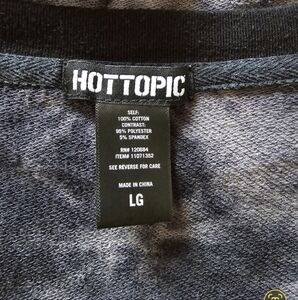 HOTTOPIC
SELF:
100% COTTON
CONTRAST:
95% POLYESTER
5% SPANDEX
RN# 120884
ITEM# 11071352
SEE REVERSE FOR CARE
MADE IN CHINA
LG